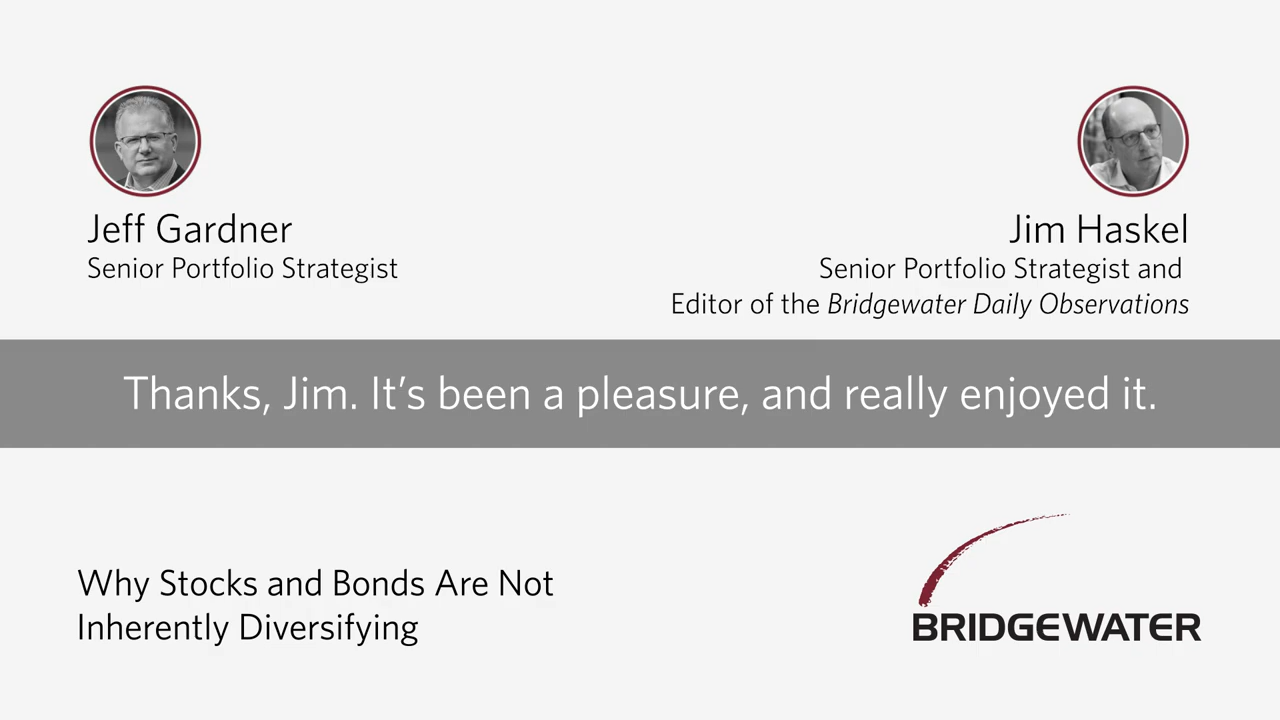 Jeff Gardner
Senior Portfolio Strategist
Jim Haskel
Senior Portfolio Strategist and
Editor of the Bridgewater Daily Observations
Thanks, Jim. It’s been a pleasure, and really enjoyed it.
Why Stocks and Bonds Are Not
Inherently Diversifying
BRIDGEWATER